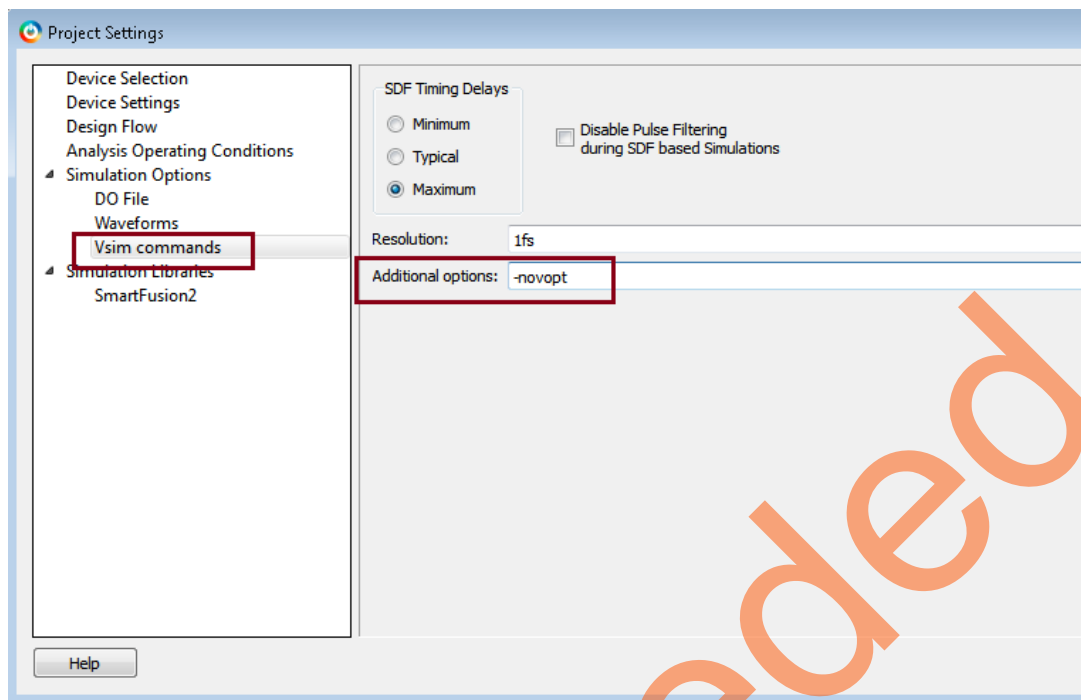 Project Settings
Device Selection
Device Settings
Design Flow
Analysis Operating Conditions
Simulation Options
DO File
Waveforms
Vsim commands
Simulation Libraries
SmartFusion2
SDF Timing Delays
Minimum
Typical
Maximum
Disable Pulse Filtering
during SDF based Simulations
Resolution:
1fs
Additional options:
-novopt
Help
ded